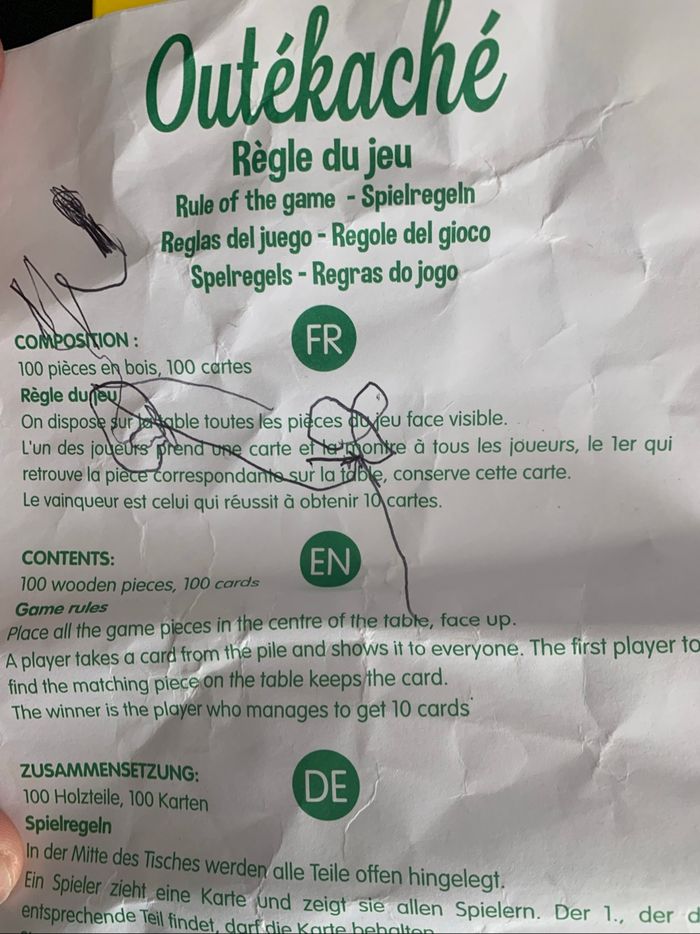 Outékaché
Règle du jeu
Rule of the game - Spielregeln
Reglas del juego - Regole del gioco
Spelregels - Regras do jogo
FR
COMPOSITION :
100 pièces en bois, 100 cartes
Règle du jeu
On dispose sur la table toutes les pièces du jeu face visible.
L'un des joueurs prend une carte et la montre à tous les joueurs, le 1er qui
retrouve la pièce correspondante sur la table, conserve cette carte.
Le vainqueur est celui qui réussit à obtenir 10 cartes.
EN
CONTENTS:
100 wooden pieces, 100 cards
Game rules
Place all the game pieces in the centre of the table, face up.
A player takes a card from the pile and shows it to everyone. The first player to
find the matching piece on the table keeps the card.
The winner is the player who manages to get 10 cards
DE
ZUSAMMENSETZUNG:
100 Holzteile, 100 Karten
Spielregeln
In der Mitte des Tisches werden alle Teile offen hingelegt.
Ein Spieler zieht eine Karte und zeigt sie allen Spielern. Der 1., der d
entsprechende Teil findet, darf die Karte behalten